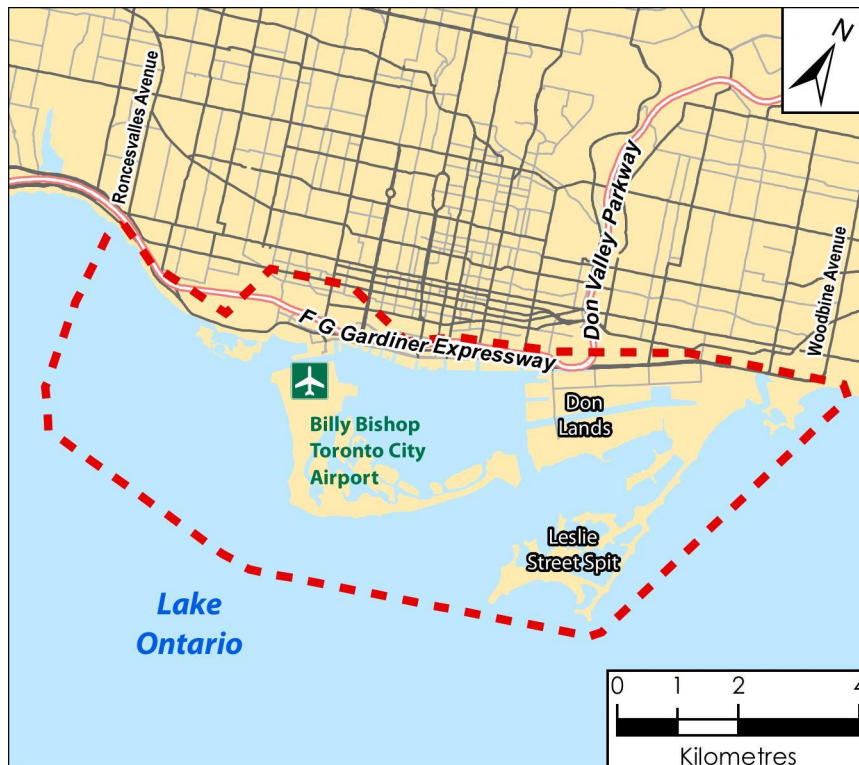 N
Roncesvalles Avenue
Don Valley Parkway
Woodbine Avenue
F G Gardiner Expressway
Billy Bishop
Toronto City
Airport
Don
Lands
Leslie
Street Spit
Lake
Ontario
0 1 2 4
Kilometres